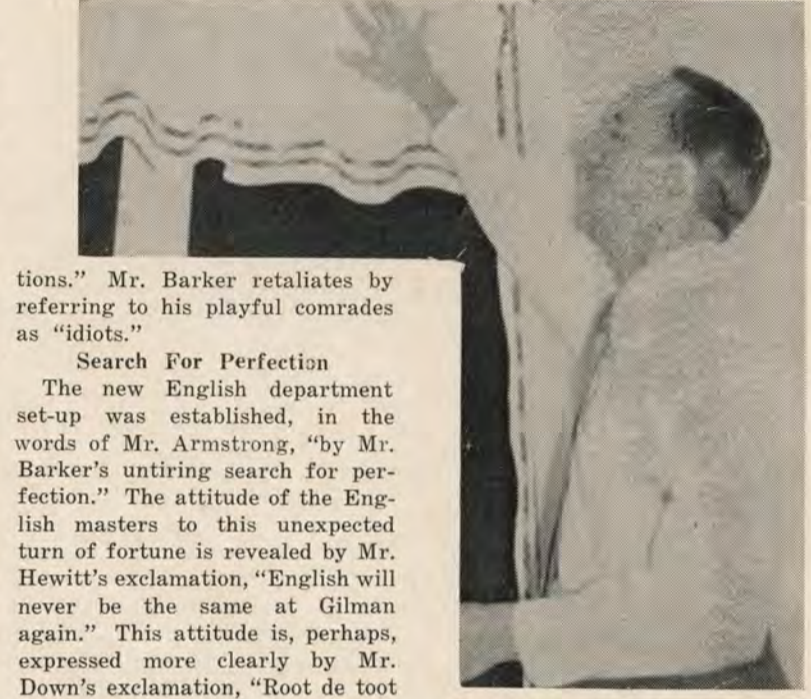 tions." Mr. Barker retaliates by
referring to his playful comrades
as "idiots."
Search For Perfection
The new English department
set-up was established, in the
words of Mr. Armstrong, "by Mr.
Barker's untiring search for per-
fection." The attitude of the Eng-
lish masters to this unexpected
turn of fortune is revealed by Mr.
Hewitt's exclamation, "English will
never be the same at Gilman
again." This attitude is, perhaps,
expressed more clearly by Mr.
Down's exclamation, "Root de toot